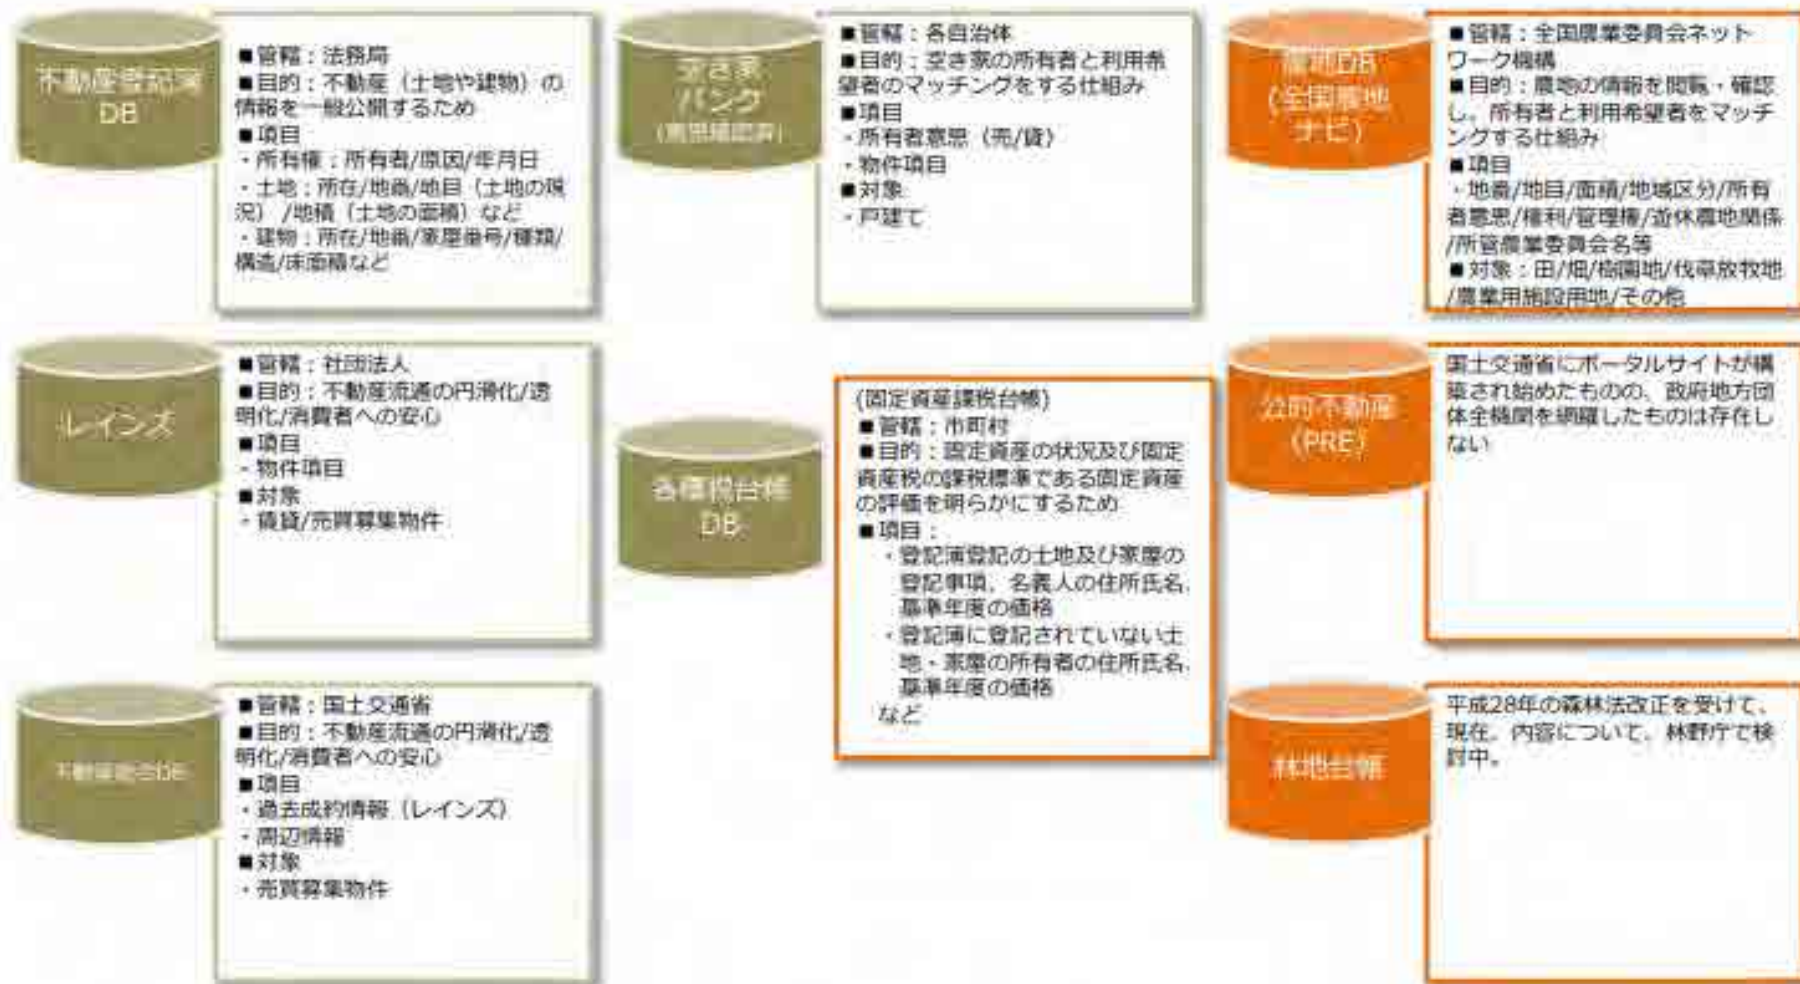 不動産登記簿
DB
■管轄：法務局
■目的：不動産（土地や建物）の
情報を一般公開するため
■項目
・所有権：所有者/原因/年月日
・土地：所在/地番/地目（土地の現
況）/地積（土地の面積）など
・建物：所在/地番/家屋番号/種類/
構造/床面積など
空き家
バンク
(意思確認済)
■管轄：各自治体
■目的：空き家の所有者と利用希
望者のマッチングをする仕組み
■項目
・所有者意思（売/貸）
・物件項目
■対象
・戸建て
農地DB
(全国農地
ナビ)
■管轄：全国農業委員会ネット
ワーク機構
■目的：農地の情報を閲覧・確認
し、所有者と利用希望者をマッチ
ングする仕組み
■項目
・地番/地目/面積/地域区分/所有
者意思/権利/管理権/遊休農地関係
/所管農業委員会名等
■対象：田/畑/樹園地/伐草放牧地
/農業用施設用地/その他
レインズ
■管轄：社団法人
■目的：不動産流通の円滑化/透
明化/消費者への安心
■項目
・物件項目
■対象
・賃貸/売買募集物件
各種税台帳
DB
(固定資産課税台帳)
■管轄：市町村
■目的：固定資産の状況及び固定
資産税の課税標準である固定資産
の評価を明らかにするため
■項目：
・登記簿登記の土地及び家屋の
登記事項、名義人の住所氏名、
基準年度の価格
・登記簿に登記されていない土
地・家屋の所有者の住所氏名、
基準年度の価格
など
公的不動産
(PRE)
国土交通省にポータルサイトが構
築され始めたものの、政府地方団
体全機関を網羅したものは存在し
ない
不動産総合DB
■管轄：国土交通省
■目的：不動産流通の円滑化/透
明化/消費者への安心
■項目
・過去成約情報（レインズ）
・周辺情報
■対象
・売買募集物件
林地台帳
平成28年の森林法改正を受けて、
現在、内容について、林野庁で検
討中。